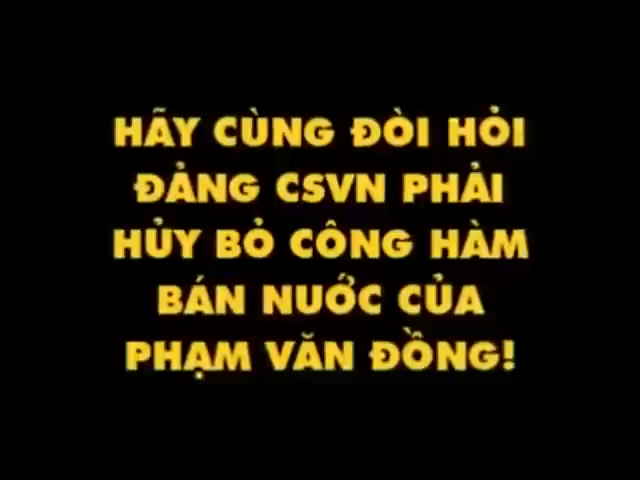 HÃY CÙNG ĐÒI HỎI
ĐẢNG CSVN PHẢI
HỦY BỎ CÔNG HÀM
BÁN NƯỚC CỦA
PHẠM VĂN ĐỒNG!